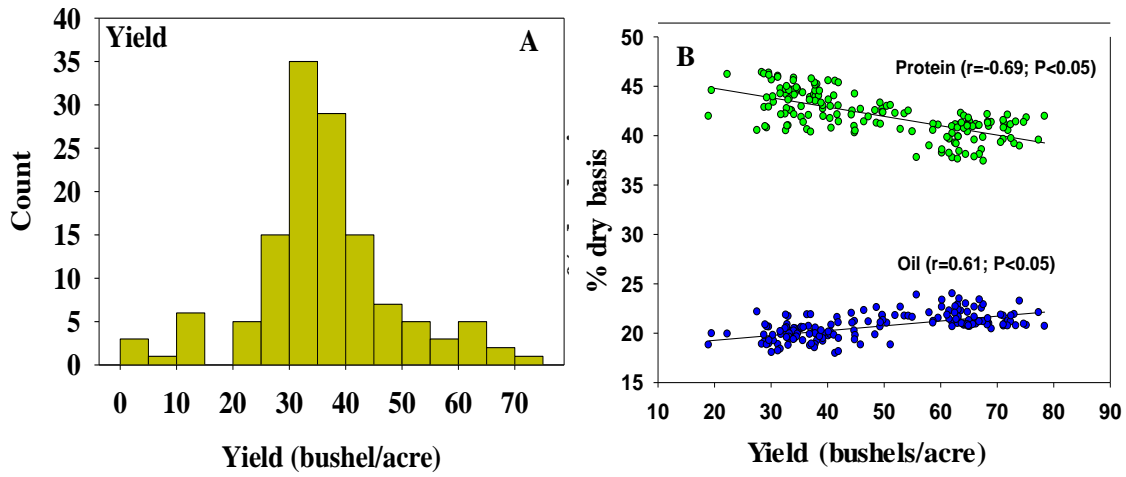 Yield
A
40
35
30
25
20
15
10
5
0
Count
0 10 20 30 40 50 60 70
Yield (bushel/acre)
B
50
45
40
35
30
25
20
15
% dry basis
Protein (r=-0.69; P<0.05)
Oil (r=0.61; P<0.05)
10 20 30 40 50 60 70 80 90
Yield (bushels/acre)